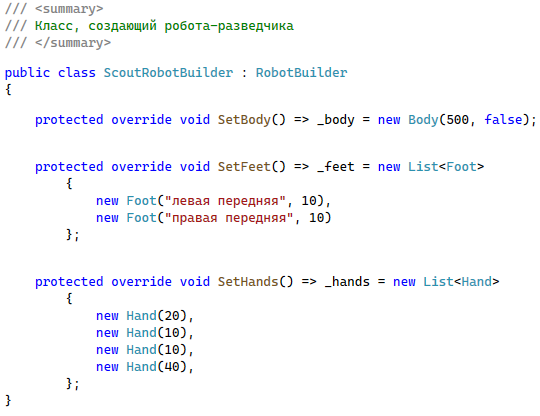 /// <summary>
/// Класс, создающий робота-разведчика
/// </summary>
public class ScoutRobotBuilder : RobotBuilder
{
protected override void SetBody() => _body = new Body(500, false);
protected override void SetFeet() => _feet = new List<Foot>
{
new Foot("левая передняя", 10),
new Foot("правая передняя", 10)
};
protected override void SetHands() => _hands = new List<Hand>
{
new Hand(20),
new Hand(10),
new Hand(10),
new Hand(40),
};
}